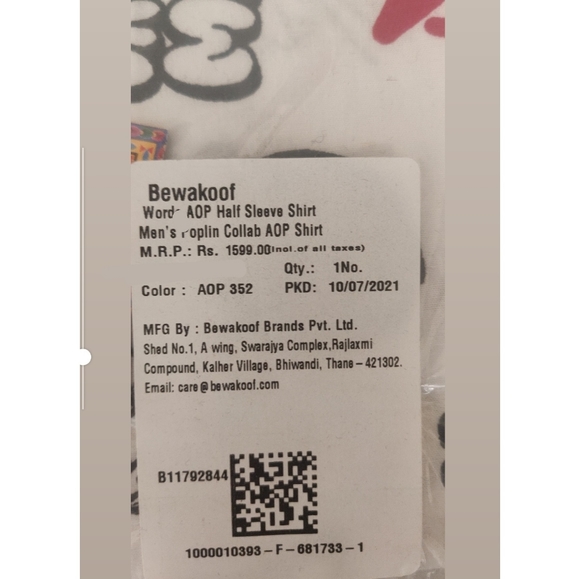 Bewakoof
Word- AOP Half Sleeve Shirt
Men's roplin Collab AOP Shirt
M.R.P.: Rs. 1599.00(Incl.of all taxes)
Qty.: 1No.
Color : AOP 352 PKD: 10/07/2021
MFG By : Bewakoof Brands Pvt. Ltd.
Shed No.1, A wing, Swarajya Complex,Rajlaxmi
Compound, Kalher Village, Bhiwandi, Thane-421302.
Email: care@bewakoof.com
B11792844
1000010393-F-681733-1